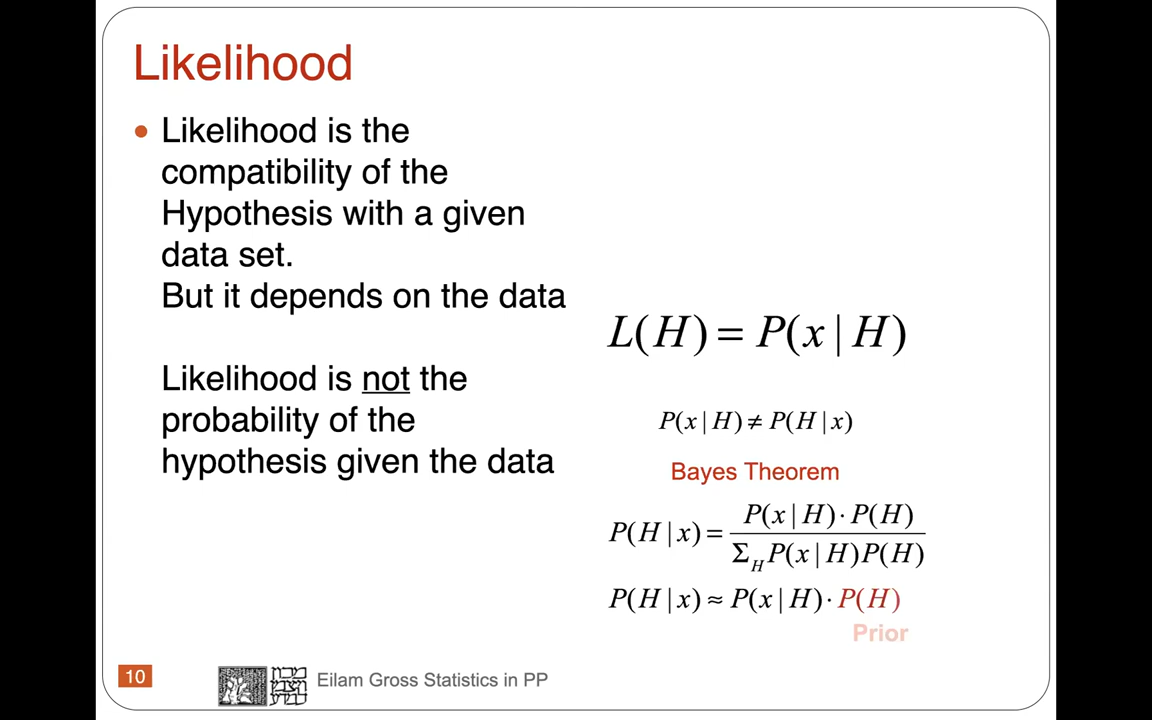 Likelihood
• Likelihood is the
compatibility of the
Hypothesis with a given
data set.
But it depends on the data
Likelihood is not the
probability of the
hypothesis given the data
L(H) = P(x | H)
P(x | H) ≠ P(H | x)
Bayes Theorem
P(H | x) = \frac{P(x | H) · P(H)}{Σ_H P(x | H)P(H)}
P(H | x) ≈ P(x | H) · P(H)
Prior
10
Eilam Gross Statistics in PP